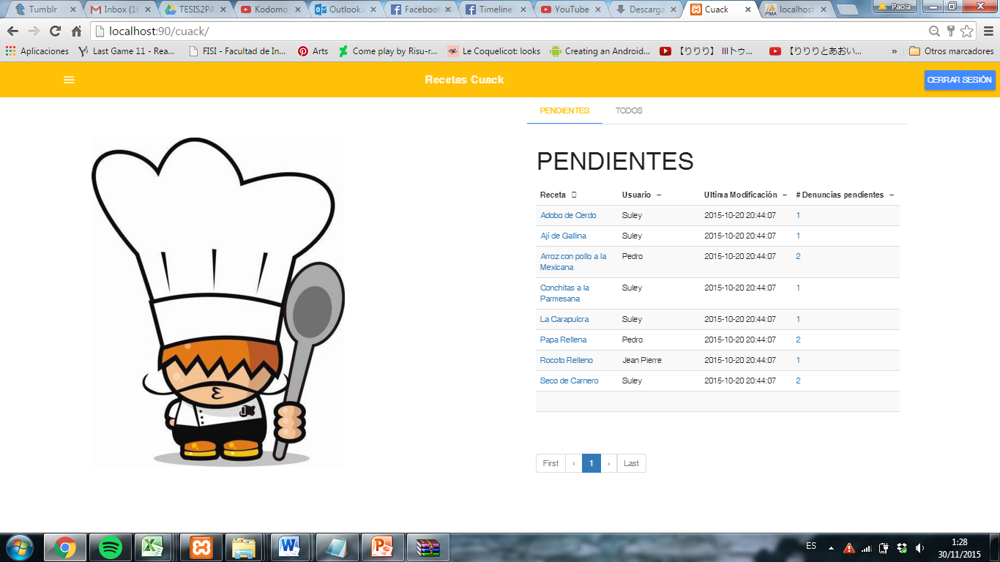 Tumblr
Inbox (16
TESIS2PA
Kodomo
Outlook.c
Facebook
Timeline
YouTube
Descarga
Cuack
localhost
Paola
localhost:90/cuack/
Aplicaciones
Last Game 11 - Rea...
FISI - Facultad de In...
Arts
Come play by Risu-r...
Le Coquelicot: looks
Creating an Android...
【りりり】 IIIトゥ...
【りりりとあおい...
»
Otros marcadores
Recetas Cuack
CERRAR SESIÓN
PENDIENTES TODOS
PENDIENTES
Receta Usuario – Ultima Modificación – # Denuncias pendientes –
Adobo de Cerdo Suley 2015-10-20 20:44:07 1
Ají de Gallina Suley 2015-10-20 20:44:07 1
Arroz con pollo a la Pedro 2015-10-20 20:44:07 2
Mexicana
Conchitas a la Suley 2015-10-20 20:44:07 1
Parmesana
La Carapulcra Suley 2015-10-20 20:44:07 1
Papa Rellena Pedro 2015-10-20 20:44:07 2
Rocoto Relleno Jean Pierre 2015-10-20 20:44:07 1
Seco de Carnero Suley 2015-10-20 20:44:07 2
First ‹ 1 › Last
ES
1:28
30/11/2015